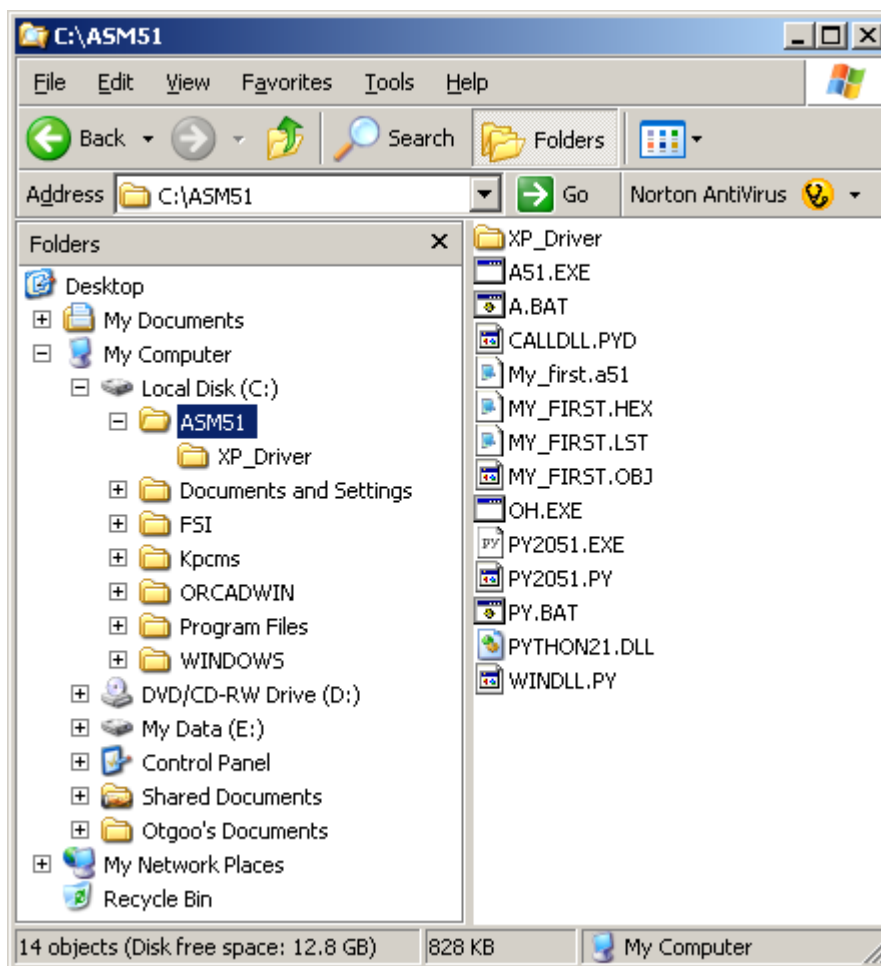 C:\ASM51
File Edit View Favorites Tools Help
Back Search Folders
Address C:\ASM51 Go Norton AntiVirus
Folders
Desktop
My Documents
My Computer
Local Disk (C:)
ASM51
XP_Driver
Documents and Settings
FSI
Kpcms
ORCADWIN
Program Files
WINDOWS
DVD/CD-RW Drive (D:)
My Data (E:)
Control Panel
Shared Documents
Otgoo's Documents
My Network Places
Recycle Bin
XP_Driver
A51.EXE
A.BAT
CALLDLL.PYD
My_first.a51
MY_FIRST.HEX
MY_FIRST.LST
MY_FIRST.OBJ
OH.EXE
PY2051.EXE
PY2051.PY
PY.BAT
PYTHON21.DLL
WINDLL.PY
14 objects (Disk free space: 12.8 GB) 828 KB My Computer